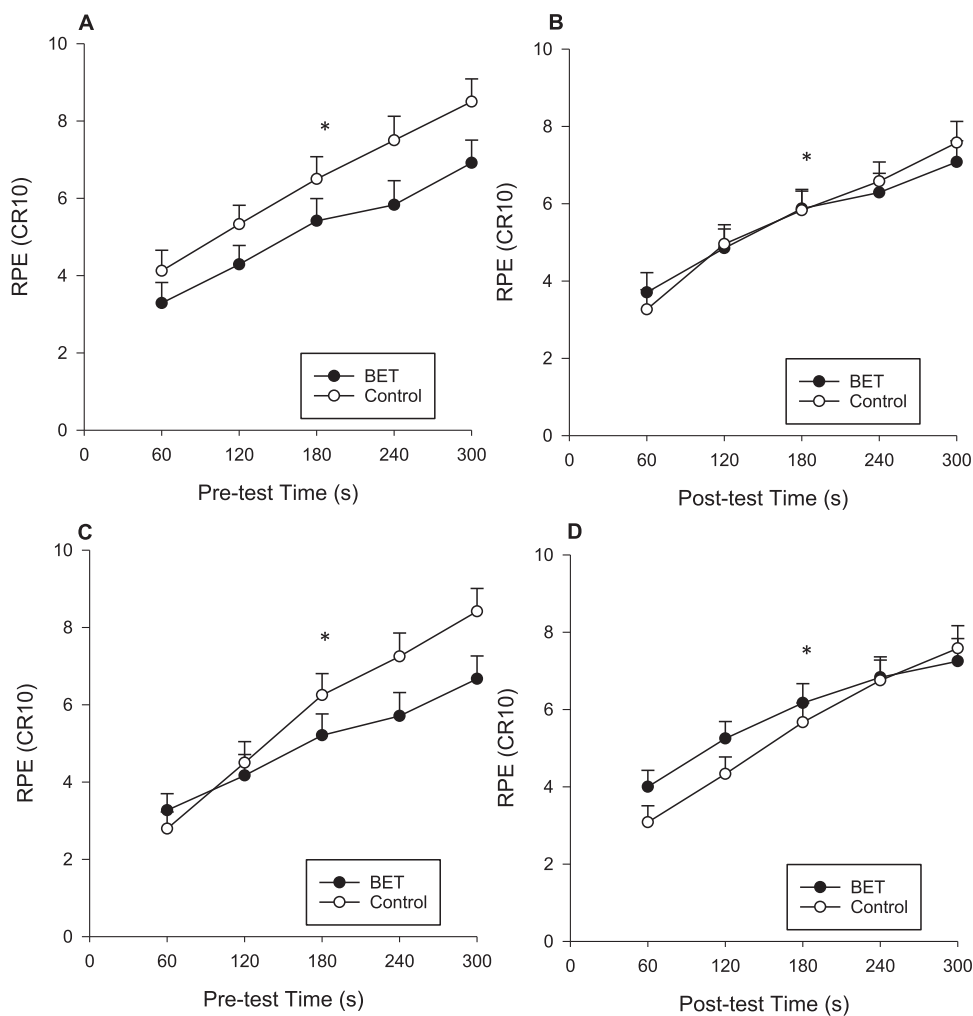 A
10
8
6
4
2
0
RPE (CR10)
*
BET
Control
0 60 120 180 240 300
Pre-test Time (s)
B
10
8
6
4
2
0
RPE (CR10)
*
BET
Control
0 60 120 180 240 300
Post-test Time (s)
C
10
8
6
4
2
0
RPE (CR10)
*
BET
Control
0 60 120 180 240 300
Pre-test Time (s)
D
10
8
6
4
2
0
RPE (CR10)
*
BET
Control
0 60 120 180 240 300
Post-test Time (s)